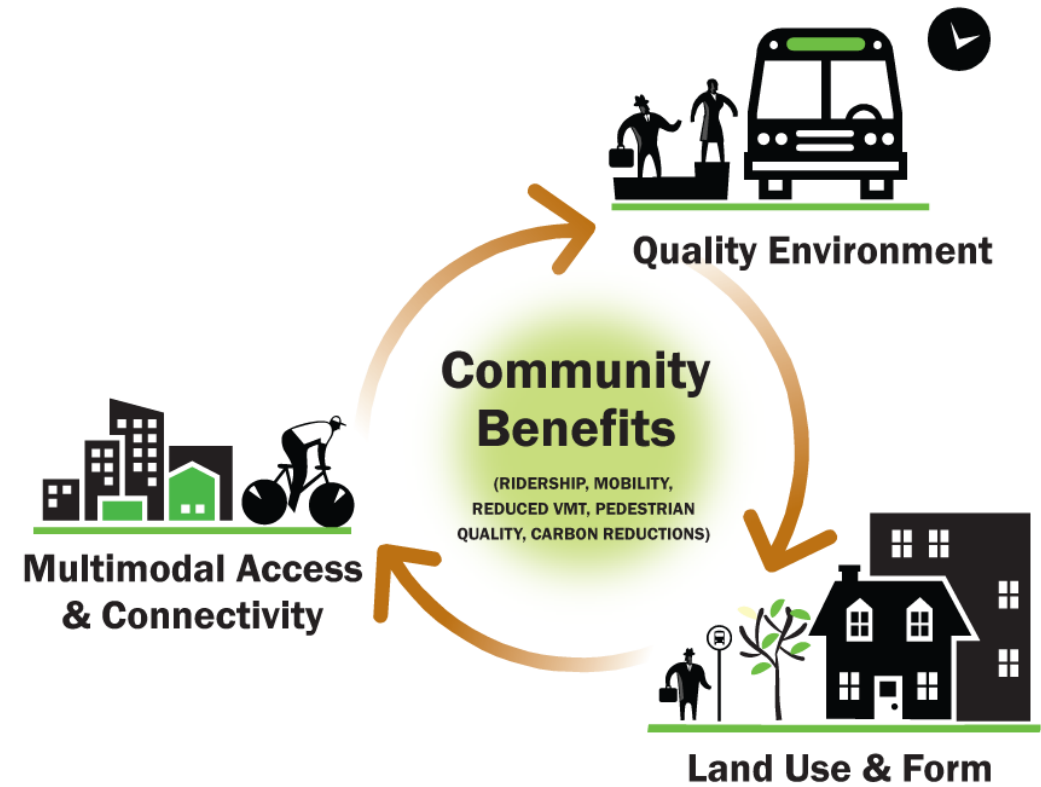 Quality Environment
Community
Benefits
(RIDERSHIP, MOBILITY,
REDUCED VMT, PEDESTRIAN
QUALITY, CARBON REDUCTIONS)
Multimodal Access
& Connectivity
Land Use & Form